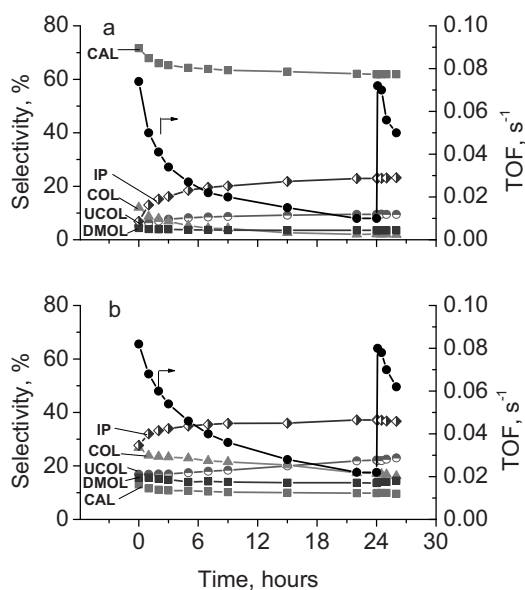 a
80
60
40
20
0
Selectivity, %
CAL
IP
COL
UCOL
DMOL
0.10
0.08
0.06
0.04
0.02
0.00
TOF, s⁻¹
b
80
60
40
20
0
Selectivity, %
IP
COL
UCOL
DMOL
CAL
0.10
0.08
0.06
0.04
0.02
0.00
TOF, s⁻¹
0 6 12 18 24 30
Time, hours